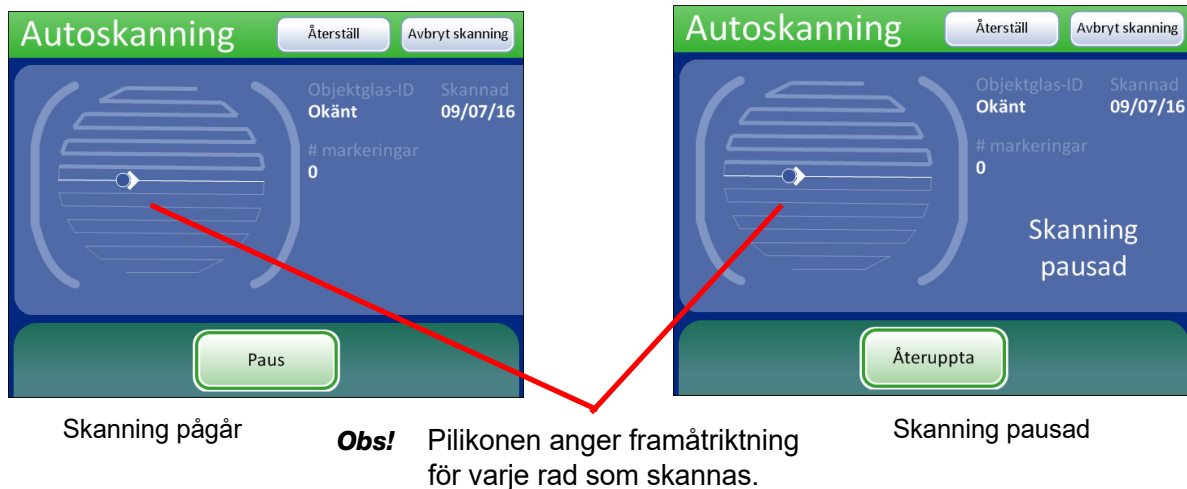 Autoskanning
Återställ
Avbryt skanning
Objektglas-ID
Skannad
Okänt
09/07/16
# markeringar
0
Paus
Skanning pågår
Autoskanning
Återställ
Avbryt skanning
Objektglas-ID
Skannad
Okänt
09/07/16
# markeringar
0
Skanning
pausad
Återuppta
Skanning pausad
Obs! Pilikonen anger framåtriktning
för varje rad som skannas.